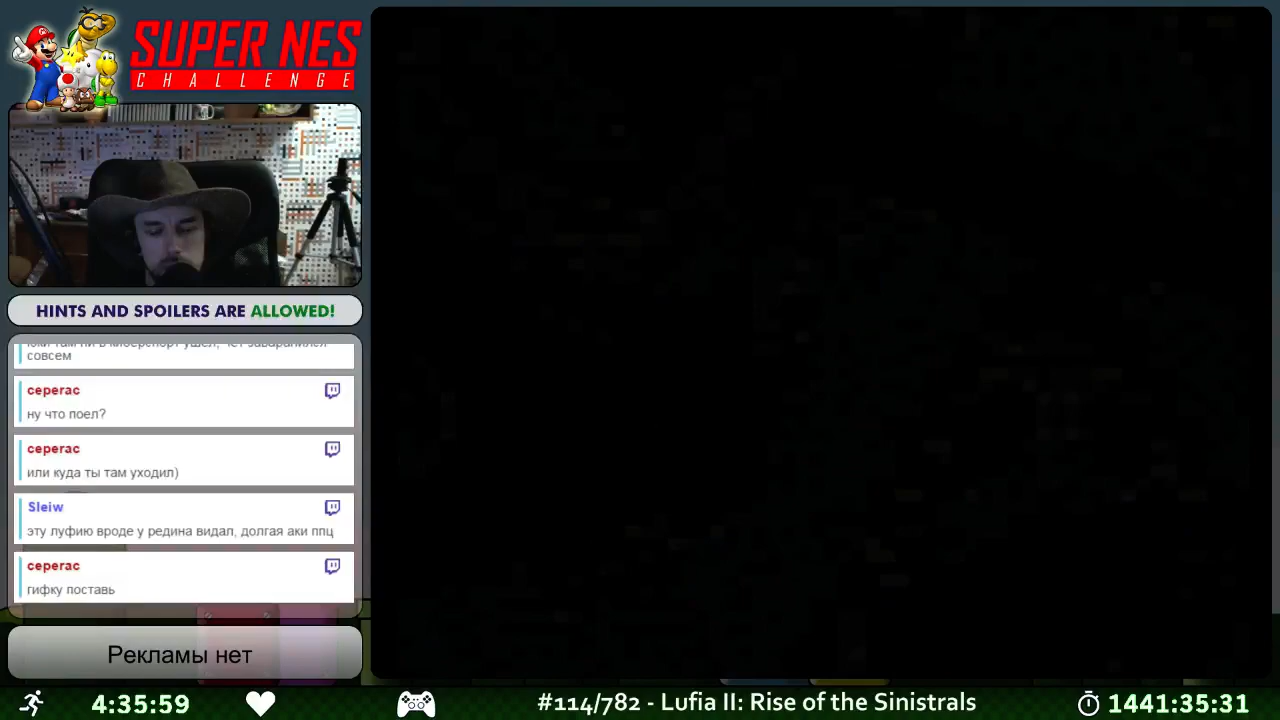 SUPER NES
CHALLENGE
HINTS AND SPOILERS ARE ALLOWED!
совсем
ceperac
ну что поел?
ceperac
или куда ты там уходил)
Sleiw
эту луфию вроде у редина видал, долгая аки ппц
ceperac
гифку поставь
Рекламы нет
4:35:59
#114/782 - Lufia II: Rise of the Sinistrals
1441:35:31